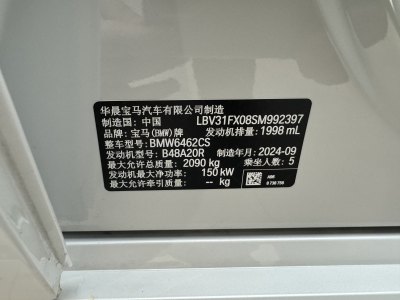 华晨宝马汽车有限公司制造
制造国: 中国 LBV31FX08SM992397
品牌: 宝马(BMW)牌 发动机排量: 1998 mL
整车型号: BMW6462CS
发动机型号: B48A20R 制造年月: 2024-09
最大允许总质量: 2090 kg 乘坐人数: 5
发动机最大净功率: 150 kW
最大允许牵引质量: -- kg